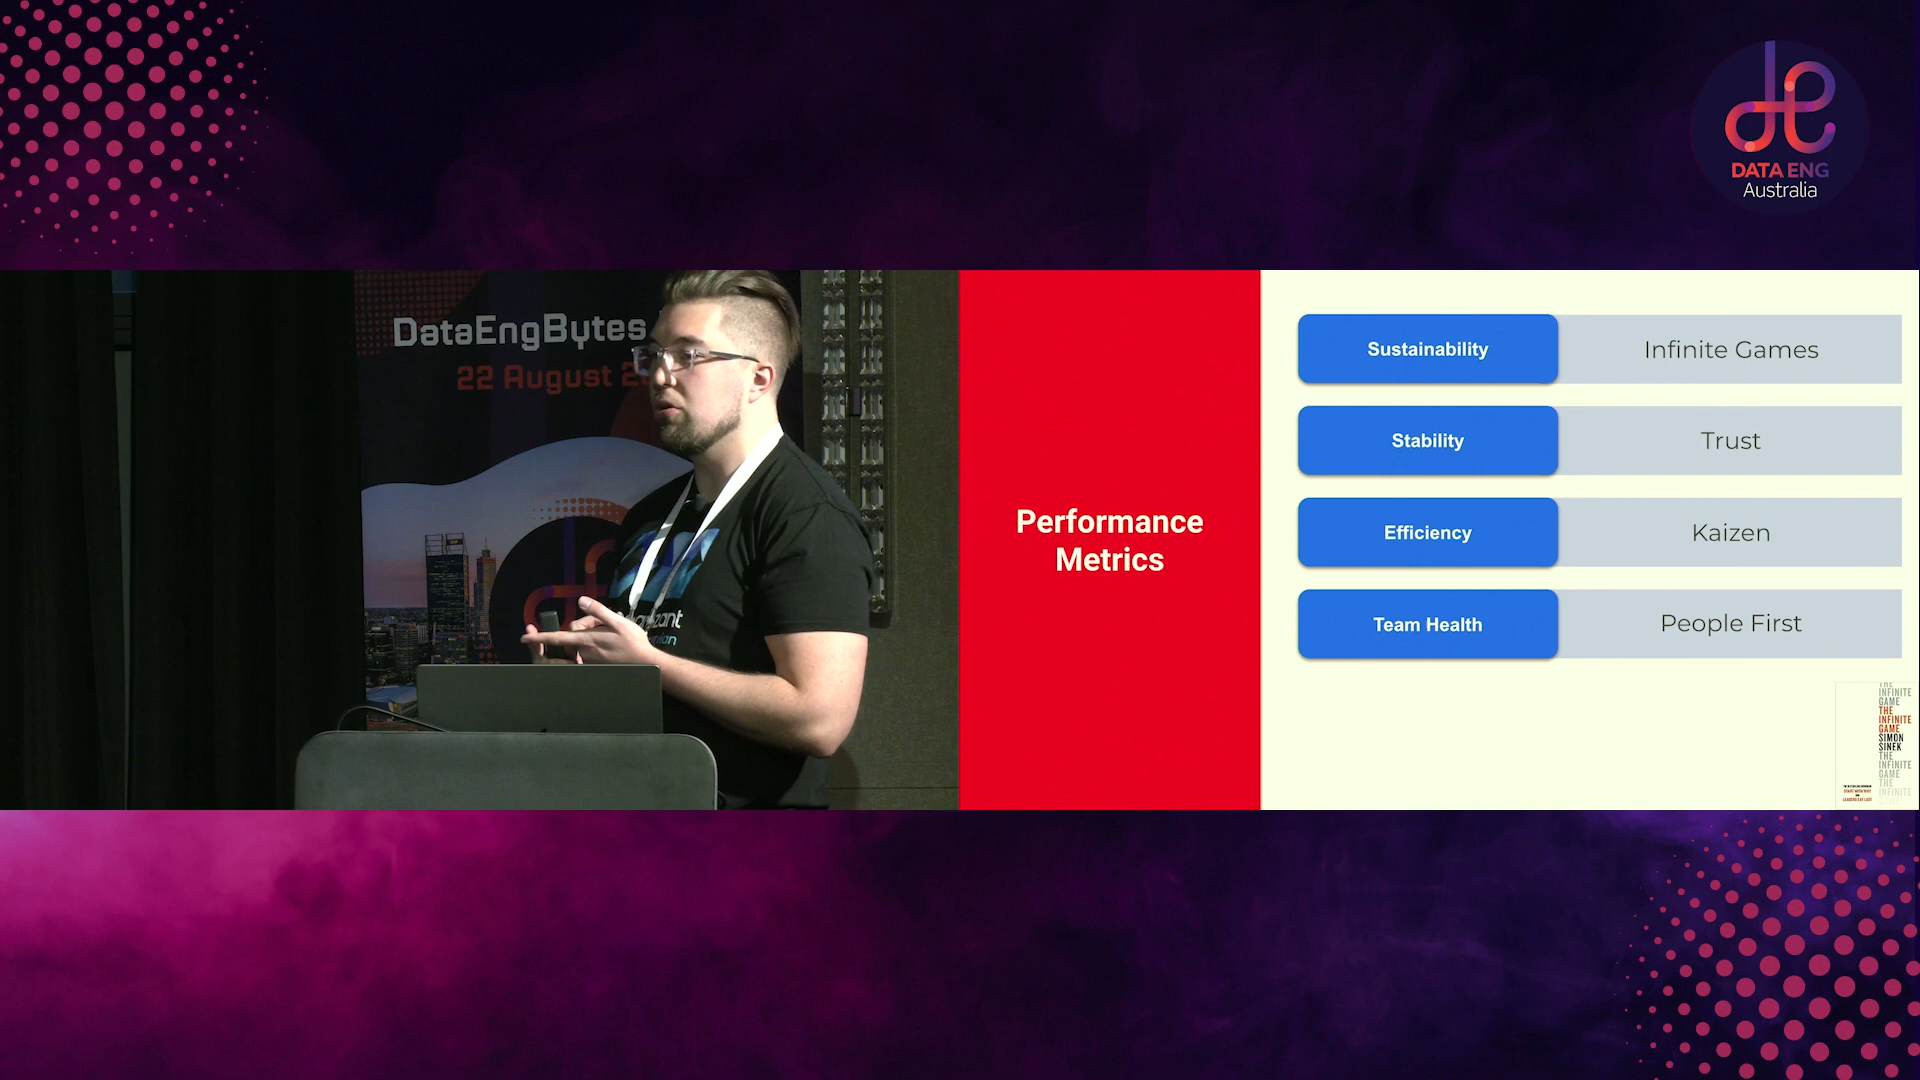 DATA ENG
Australia
DataEngBytes
22 August
Performance
Metrics
Sustainability
Infinite Games
Stability
Trust
Efficiency
Kaizen
Team Health
People First
THE
INFINITE
GAME
THE
INFINITE
GAME
SIMON
SINEK
THE
INFINITE
GAME
THE
INFINITE